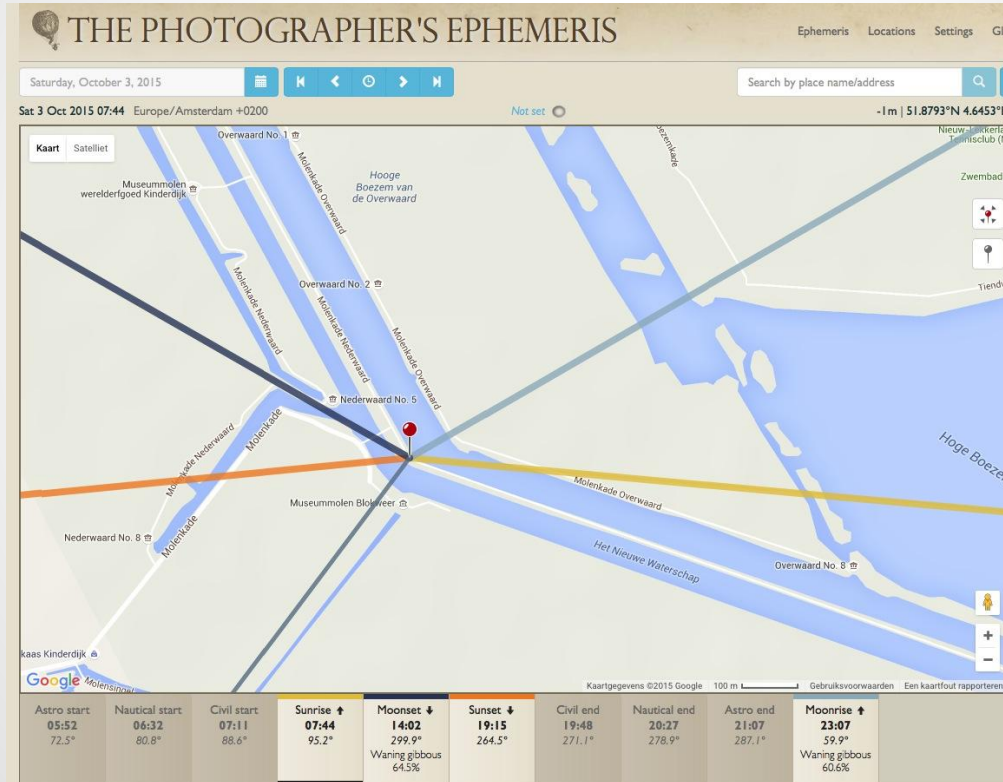 THE PHOTOGRAPHER'S EPHEMERIS
Ephemeris Locations Settings
Saturday, October 3, 2015
Search by place name/address
Sat 3 Oct 2015 07:44 Europe/Amsterdam +0200
Not set
-1m | 51.8793°N 4.6453°
Kaart Satelliet
Overwaard No. 1
Museummolen
werelderfgoed Kinderdijk
Hooge
Boezem van
de Overwaard
Molenkade Overwaard
Zwembad
Molenkade Nederwaard
Overwaard No. 2
Molenkade Nederwaard
Molenkade Overwaard
Nederwaard No. 5
Molenkade
Molenkade Nederwaard
Hoge
Molenkade Overwaard
Museummolen Blokweer
Nederwaard No. 8
Molenkade
Het Nieuwe Waterschap
Overwaard No. 8
Kinderdijk
Google
Kaartgegevens ©2015 Google 100 m Gebruiksvoorwaarden Een kaartfout rapporteren
Astro start
05:52
72.5°
Nautical start
06:32
80.8°
Civil start
07:11
88.6°
Sunrise ↑
07:44
95.2°
Moonset ↓
14:02
299.9°
Waning gibbous
64.5%
Sunset ↓
19:15
264.5°
Civil end
19:48
271.1°
Nautical end
20:27
278.9°
Astro end
21:07
287.1°
Moonrise ↑
23:07
59.9°
Waning gibbous
60.6%